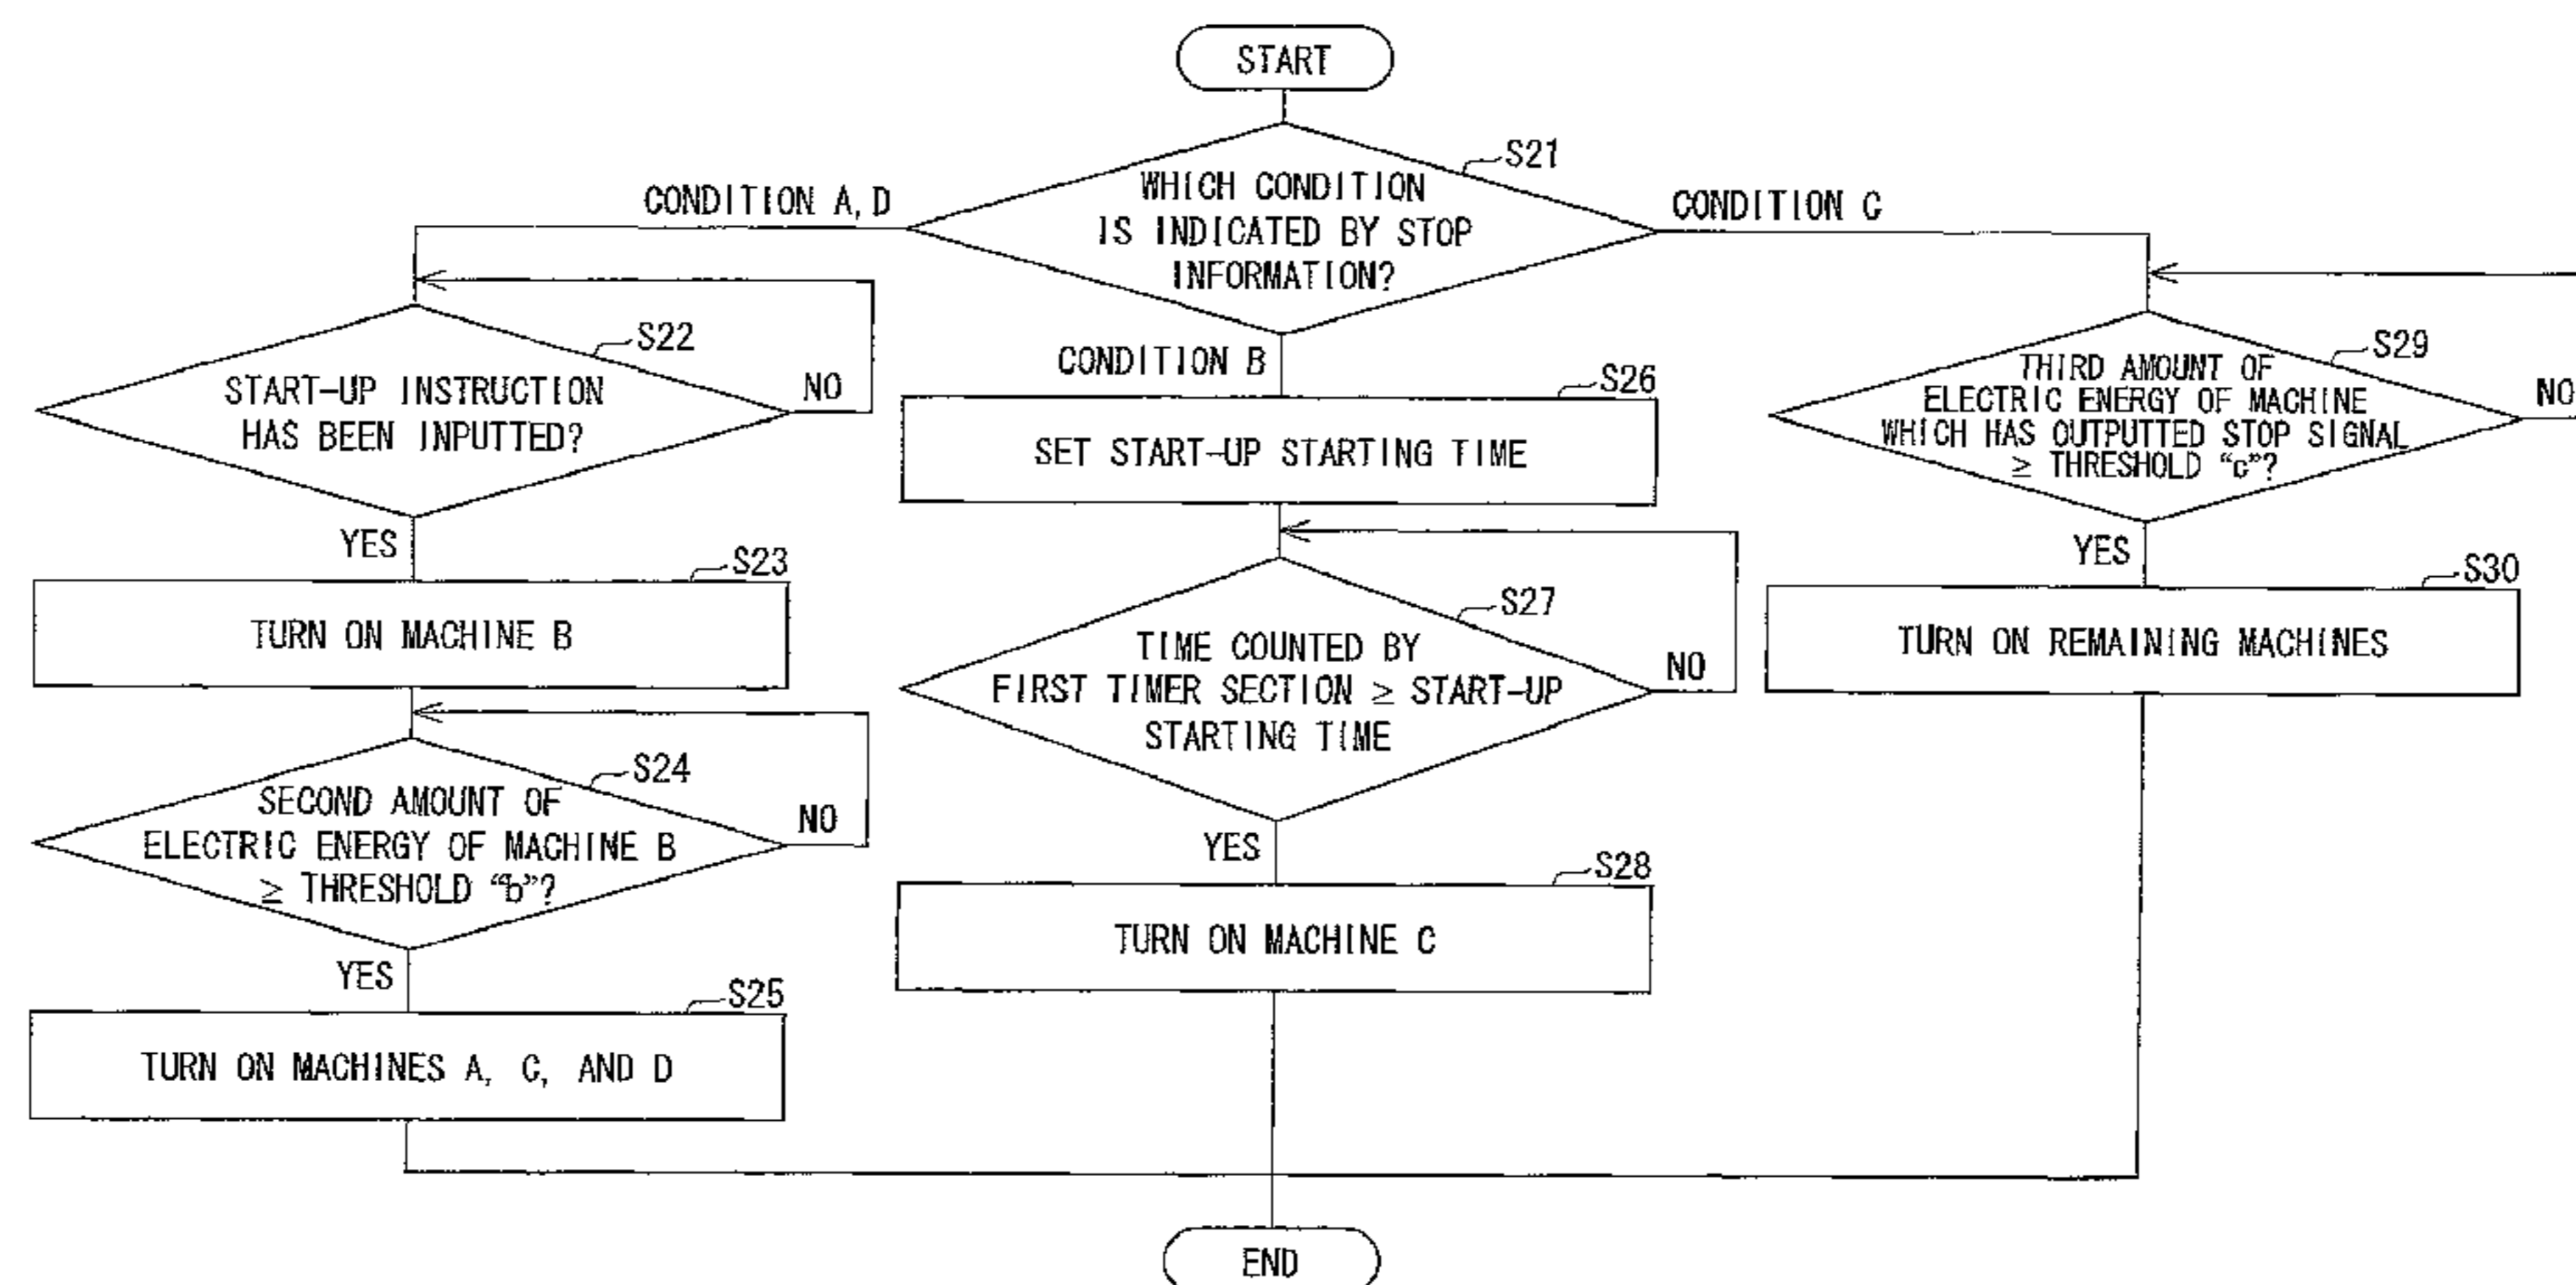 START
S21
WHICH CONDITION
IS INDICATED BY STOP
INFORMATION?
CONDITION A, D
CONDITION B
CONDITION C
S22
START-UP INSTRUCTION
HAS BEEN INPUTTED?
NO
YES
S23
TURN ON MACHINE B
S24
SECOND AMOUNT OF
ELECTRIC ENERGY OF MACHINE B
≥ THRESHOLD “b”?
NO
YES
S25
TURN ON MACHINES A, C, AND D
S26
SET START-UP STARTING TIME
S27
TIME COUNTED BY
FIRST TIMER SECTION ≥ START-UP
STARTING TIME
NO
YES
S28
TURN ON MACHINE C
S29
THIRD AMOUNT OF
ELECTRIC ENERGY OF MACHINE
WHICH HAS OUTPUTTED STOP SIGNAL
≥ THRESHOLD “c”?
NO
YES
S30
TURN ON REMAINING MACHINES
END